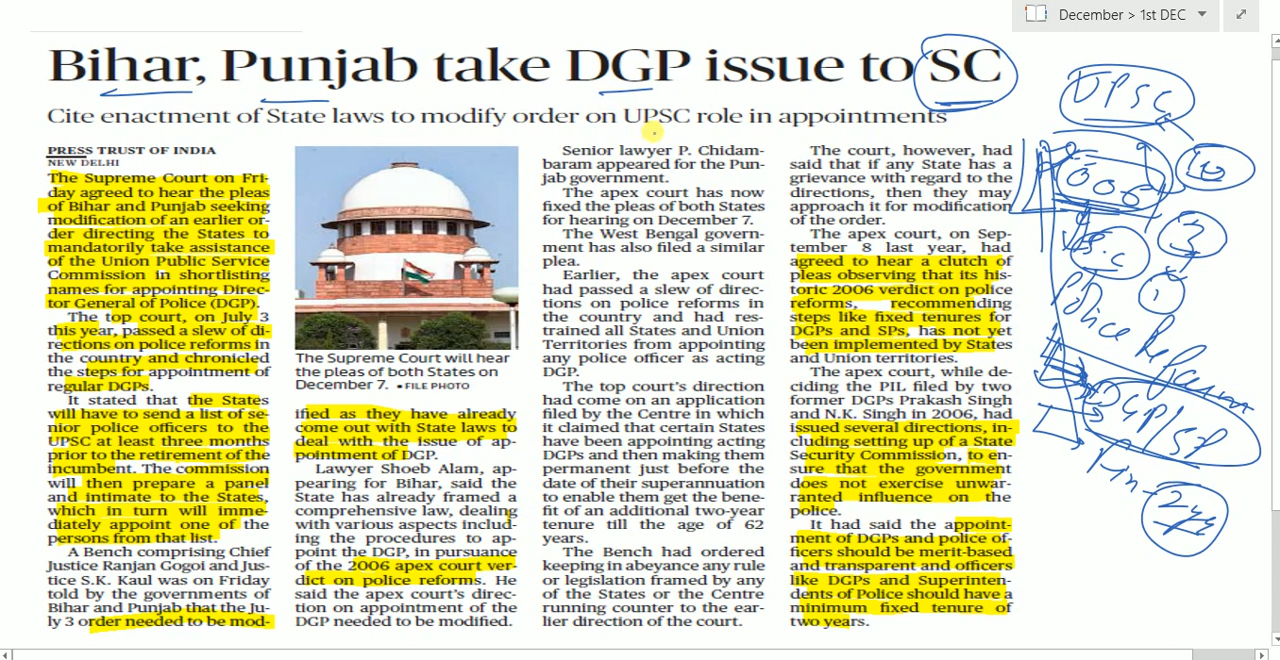 December > 1st DEC
Bihar, Punjab take DGP issue to SC
Cite enactment of State laws to modify order on UPSC role in appointments
PRESS TRUST OF INDIA
NEW DELHI
The Supreme Court on Fri-
day agreed to hear the pleas
of Bihar and Punjab seeking
modification of an earlier or-
der directing the States to
mandatorily take assistance
of the Union Public Service
Commission in shortlisting
names for appointing Direc-
tor General of Police (DGP).
The top court, on July 3
this year, passed a slew of di-
rections on police reforms in
the country and chronicled
the steps for appointment of
regular DGPs.
It stated that the States
will have to send a list of se-
nior police officers to the
UPSC at least three months
prior to the retirement of the
incumbent. The commission
will then prepare a panel
and intimate to the States,
which in turn will imme-
diately appoint one of the
persons from that list.
A Bench comprising Chief
Justice Ranjan Gogoi and Jus-
tice S.K. Kaul was on Friday
told by the governments of
Bihar and Punjab that the Ju-
ly 3 order needed to be mod-
The Supreme Court will hear
the pleas of both States on
December 7. •FILE PHOTO
ified as they have already
come out with State laws to
deal with the issue of ap-
pointment of DGP.
Lawyer Shoeb Alam, ap-
pearing for Bihar, said the
State has already framed a
comprehensive law, dealing
with various aspects includ-
ing the procedures to ap-
point the DGP, in pursuance
of the 2006 apex court ver-
dict on police reforms. He
said the apex court's direc-
tion on appointment of the
DGP needed to be modified.
Senior lawyer P. Chidam-
baram appeared for the Pun-
jab government.
The apex court has now
fixed the pleas of both States
for hearing on December 7.
The West Bengal govern-
ment has also filed a similar
plea.
Earlier, the apex court
had passed a slew of direc-
tions on police reforms in
the country and had res-
trained all States and Union
Territories from appointing
any police officer as acting
DGP.
The top court's direction
had come on an application
filed by the Centre in which
it claimed that certain States
have been appointing acting
DGPs and then making them
permanent just before the
date of their superannuation
to enable them get the bene-
fit of an additional two-year
tenure till the age of 62
years.
The Bench had ordered
keeping in abeyance any rule
or legislation framed by any
of the States or the Centre
running counter to the ear-
lier direction of the court.
The court, however, had
said that if any State has a
grievance with regard to the
directions, then they may
approach it for modification
of the order.
The apex court, on Sep-
tember 8 last year, had
agreed to hear a clutch of
pleas observing that its his-
toric 2006 verdict on police
reforms, recommending
steps like fixed tenures for
DGPs and SPs, has not yet
been implemented by States
and Union territories.
The apex court, while de-
ciding the PIL filed by two
former DGPs Prakash Singh
and N.K. Singh in 2006, had
issued several directions, in-
cluding setting up of a State
Security Commission, to en-
sure that the government
does not exercise unwar-
ranted influence on the
police.
It had said the appoint-
ment of DGPs and police of-
ficers should be merit-based
and transparent and officers
like DGPs and Superinten-
dents of Police should have a
minimum fixed tenure of
two years.
UPSC
10
S.C
3
1
Police Reform
DGP/SP